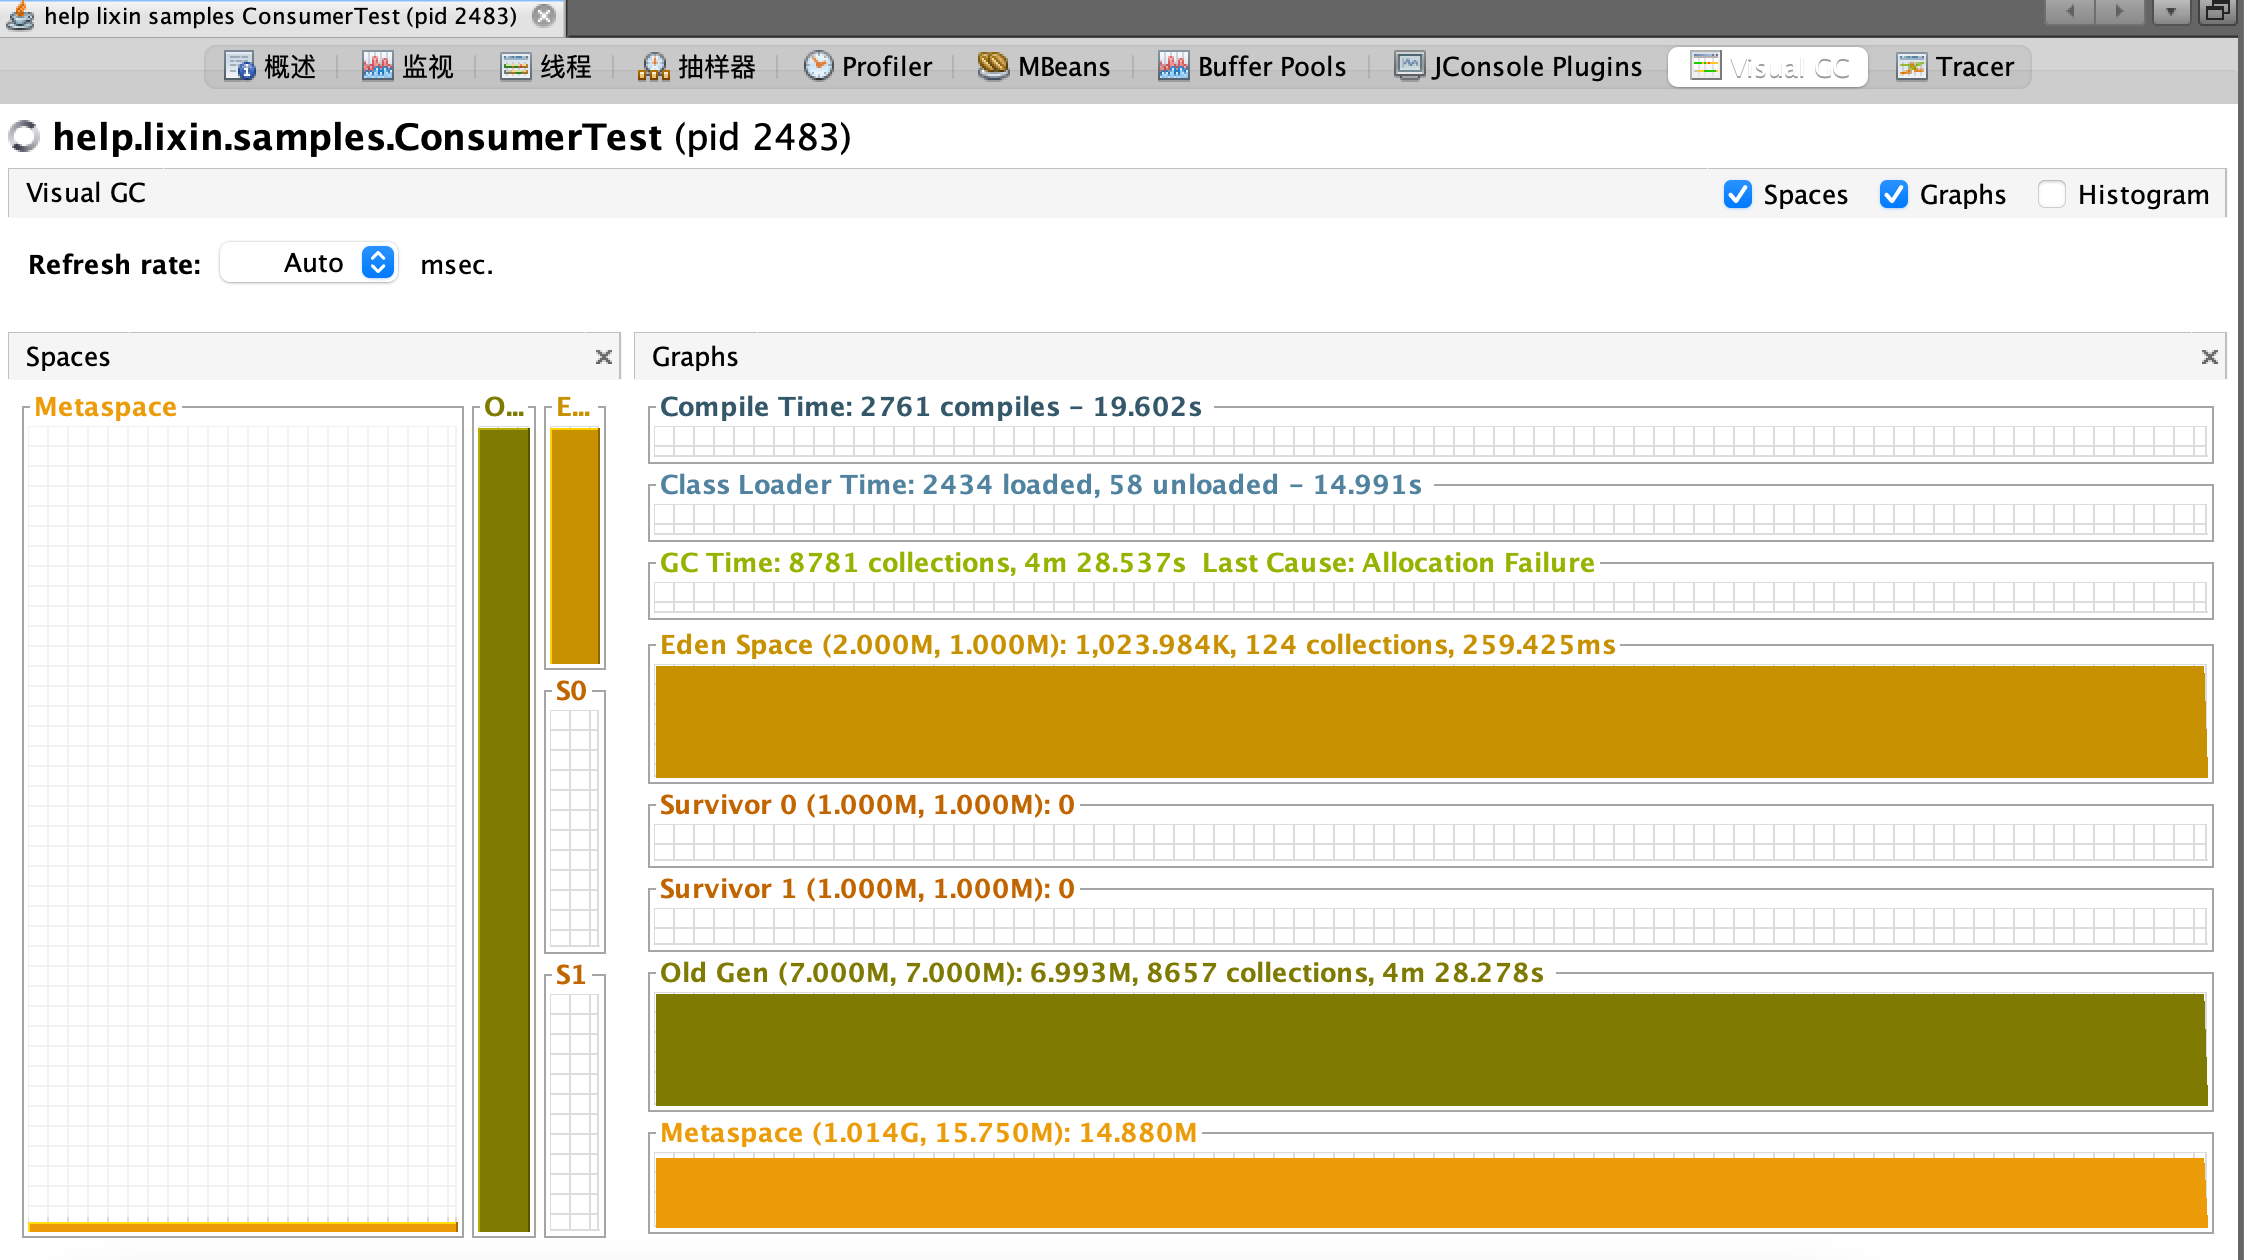 help lixin samples ConsumerTest (pid 2483)
概述 监视 线程 抽样器 Profiler MBeans Buffer Pools JConsole Plugins Visual GC Tracer
help.lixin.samples.ConsumerTest (pid 2483)
Visual GC Spaces Graphs Histogram
Refresh rate: Auto msec.
Spaces
Metaspace O... E...
S0
S1
Graphs
Compile Time: 2761 compiles - 19.602s
Class Loader Time: 2434 loaded, 58 unloaded - 14.991s
GC Time: 8781 collections, 4m 28.537s Last Cause: Allocation Failure
Eden Space (2.000M, 1.000M): 1,023.984K, 124 collections, 259.425ms
Survivor 0 (1.000M, 1.000M): 0
Survivor 1 (1.000M, 1.000M): 0
Old Gen (7.000M, 7.000M): 6.993M, 8657 collections, 4m 28.278s
Metaspace (1.014G, 15.750M): 14.880M